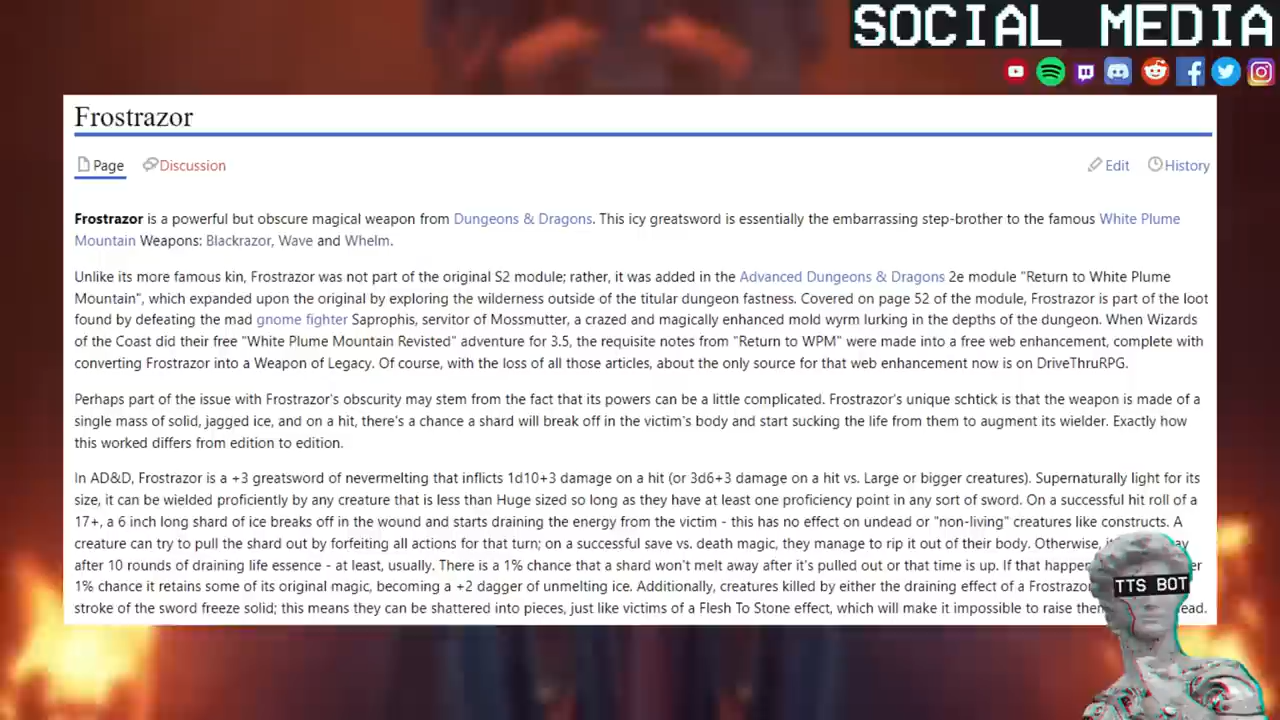 SOCIAL MEDIA
Frostrazor
Page Discussion Edit History
Frostrazor is a powerful but obscure magical weapon from Dungeons & Dragons. This icy greatsword is essentially the embarrassing step-brother to the famous White Plume
Mountain Weapons: Blackrazor, Wave and Whelm.
Unlike its more famous kin, Frostrazor was not part of the original S2 module; rather, it was added in the Advanced Dungeons & Dragons 2e module "Return to White Plume
Mountain", which expanded upon the original by exploring the wilderness outside of the titular dungeon fastness. Covered on page 52 of the module, Frostrazor is part of the loot
found by defeating the mad gnome fighter Saprophis, servitor of Mossmutter, a crazed and magically enhanced mold wyrm lurking in the depths of the dungeon. When Wizards
of the Coast did their free "White Plume Mountain Revisted" adventure for 3.5, the requisite notes from "Return to WPM" were made into a free web enhancement, complete with
converting Frostrazor into a Weapon of Legacy. Of course, with the loss of all those articles, about the only source for that web enhancement now is on DriveThruRPG.
Perhaps part of the issue with Frostrazor's obscurity may stem from the fact that its powers can be a little complicated. Frostrazor's unique schtick is that the weapon is made of a
single mass of solid, jagged ice, and on a hit, there's a chance a shard will break off in the victim's body and start sucking the life from them to augment its wielder. Exactly how
this worked differs from edition to edition.
In AD&D, Frostrazor is a +3 greatsword of nevermelting that inflicts 1d10+3 damage on a hit (or 3d6+3 damage on a hit vs. Large or bigger creatures). Supernaturally light for its
size, it can be wielded proficiently by any creature that is less than Huge sized so long as they have at least one proficiency point in any sort of sword. On a successful hit roll of a
17+, a 6 inch long shard of ice breaks off in the wound and starts draining the energy from the victim - this has no effect on undead or "non-living" creatures like constructs. A
creature can try to pull the shard out by forfeiting all actions for that turn; on a successful save vs. death magic, they manage to rip it out of their body. Otherwise,
after 10 rounds of draining life essence - at least, usually. There is a 1% chance that a shard won't melt away after it's pulled out or that time is up. If that
1% chance it retains some of its original magic, becoming a +2 dagger of unmelting ice. Additionally, creatures killed by either the draining effect of a
stroke of the sword freeze solid; this means they can be shattered into pieces, just like victims of a Flesh To Stone effect, which will make it impossible to raise
TTS BOT